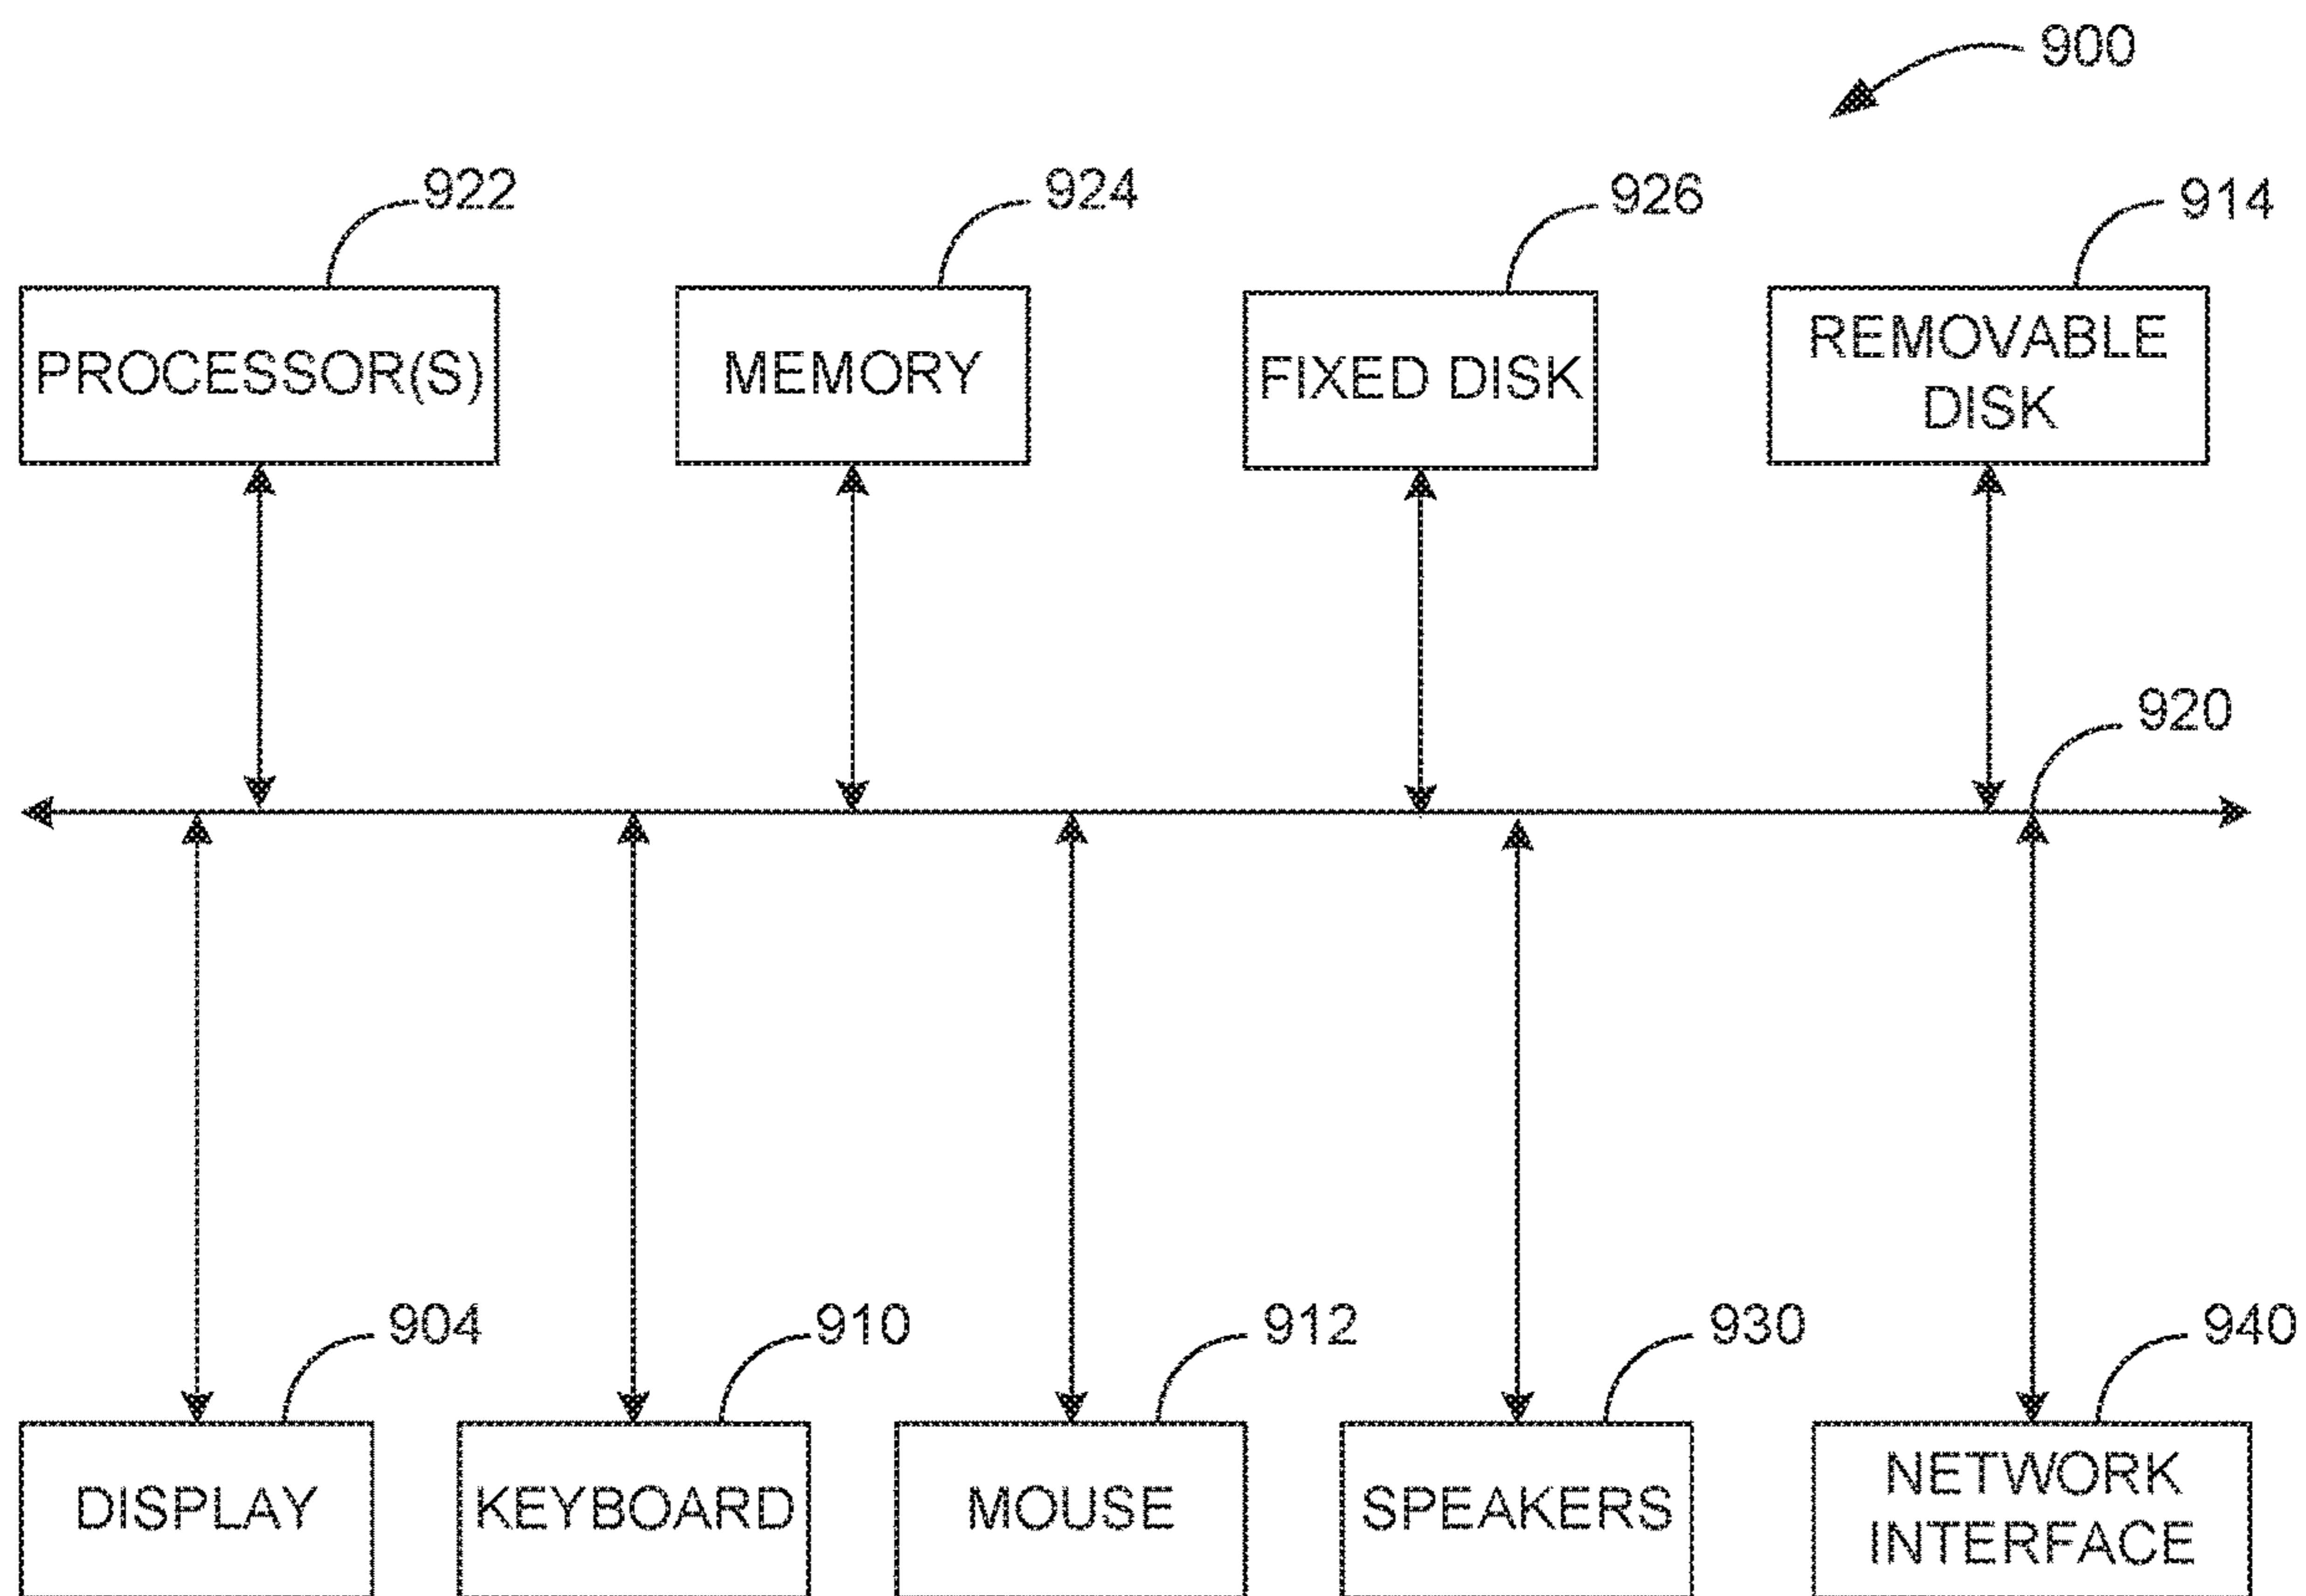 900
922
924
926
914
PROCESSOR(S)
MEMORY
FIXED DISK
REMOVABLE
DISK
920
904
910
912
930
940
DISPLAY
KEYBOARD
MOUSE
SPEAKERS
NETWORK
INTERFACE